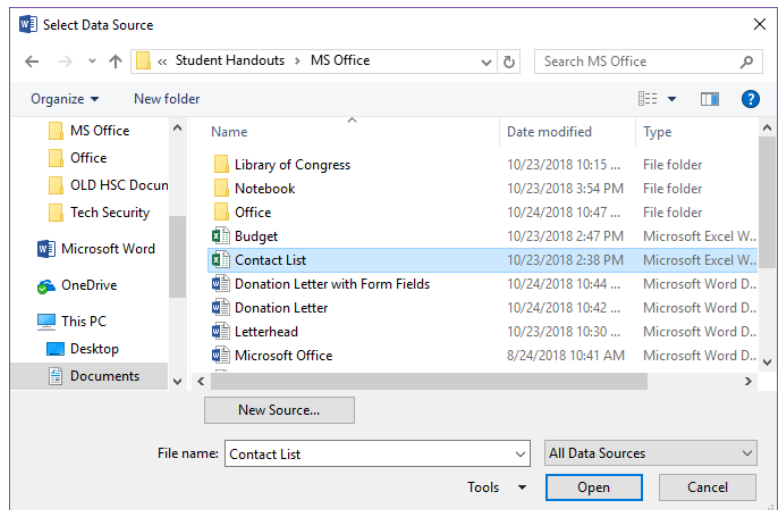 Select Data Source
« Student Handouts > MS Office
Search MS Office
Organize
New folder
MS Office
Office
OLD HSC Docun
Tech Security
Microsoft Word
OneDrive
This PC
Desktop
Documents
Name Date modified Type
Library of Congress 10/23/2018 10:15 ... File folder
Notebook 10/23/2018 3:54 PM File folder
Office 10/24/2018 10:47 ... File folder
Budget 10/23/2018 2:47 PM Microsoft Excel W...
Contact List 10/23/2018 2:38 PM Microsoft Excel W...
Donation Letter with Form Fields 10/24/2018 10:44 ... Microsoft Word D...
Donation Letter 10/24/2018 10:42 ... Microsoft Word D...
Letterhead 10/23/2018 10:30 ... Microsoft Word D...
Microsoft Office 8/24/2018 10:41 AM Microsoft Word D...
New Source...
File name: Contact List
All Data Sources
Tools
Open
Cancel